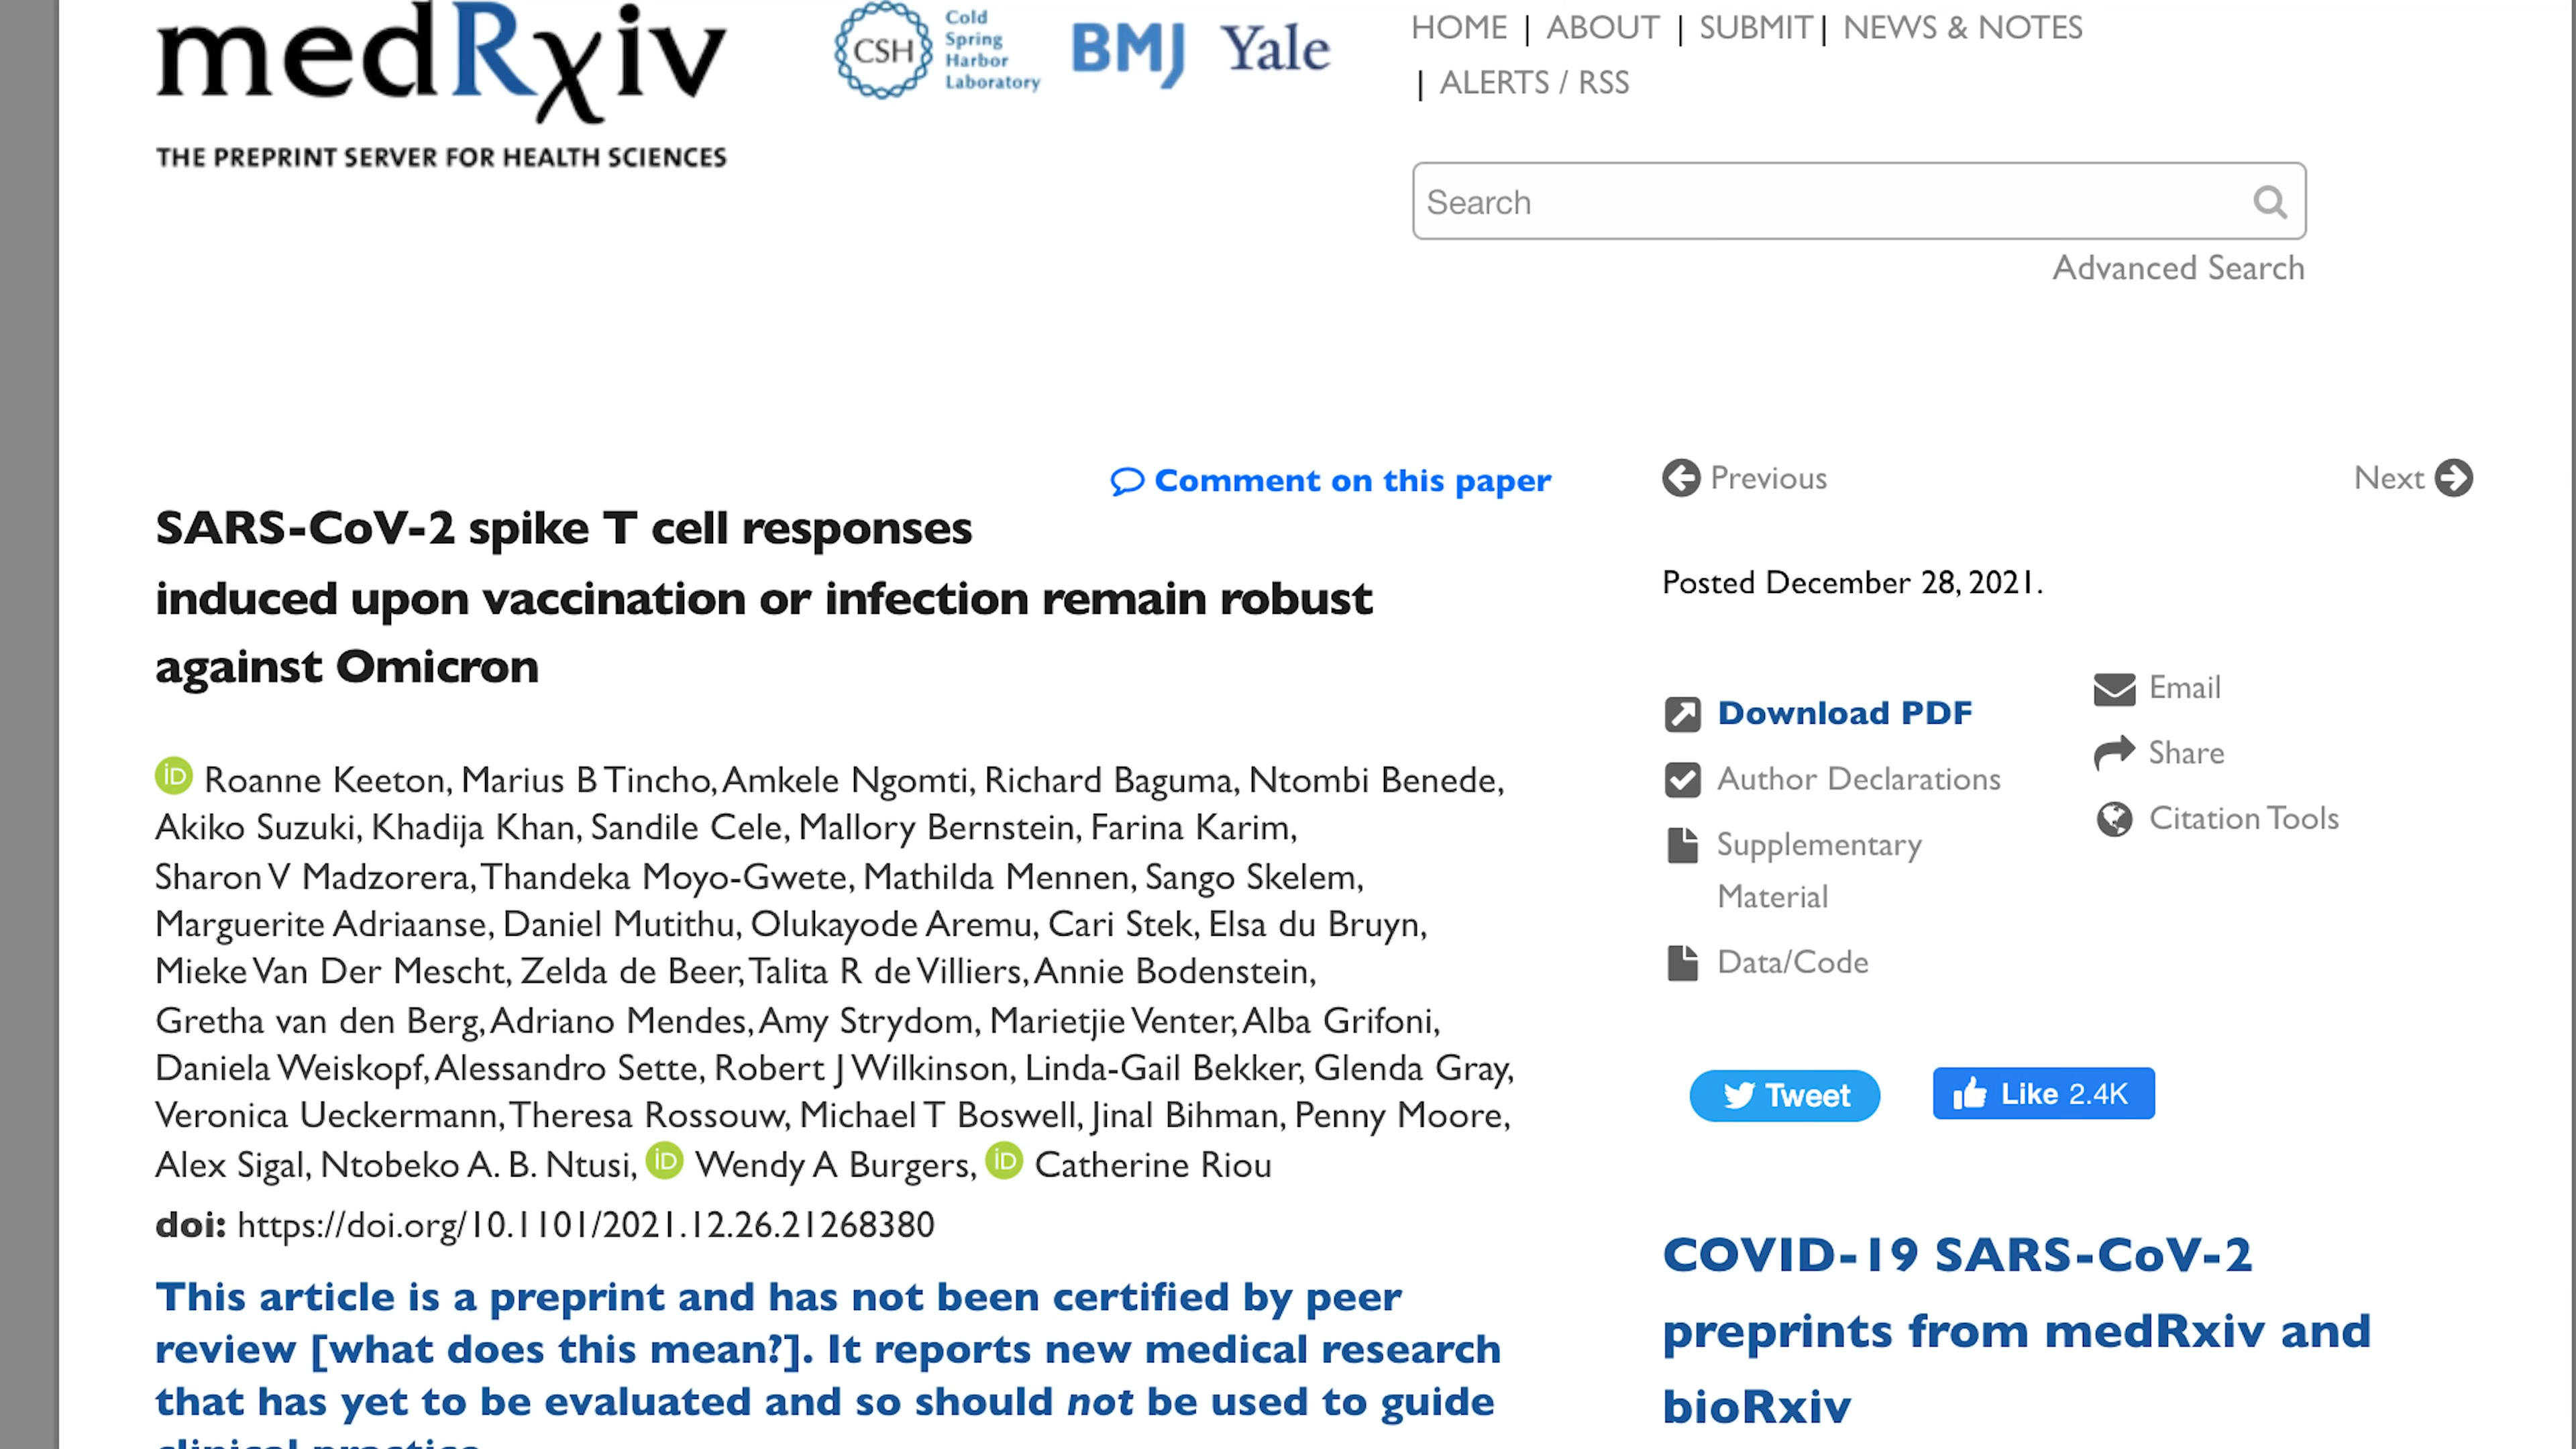 medRxiv
THE PREPRINT SERVER FOR HEALTH SCIENCES
CSH
Cold
Spring
Harbor
Laboratory
BMJ
Yale
HOME | ABOUT | SUBMIT | NEWS & NOTES
| ALERTS / RSS
Search
Advanced Search
Comment on this paper
SARS-CoV-2 spike T cell responses
induced upon vaccination or infection remain robust
against Omicron
iD Roanne Keeton, Marius B Tincho, Amkele Ngomti, Richard Baguma, Ntombi Benede,
Akiko Suzuki, Khadija Khan, Sandile Cele, Mallory Bernstein, Farina Karim,
Sharon V Madzorera, Thandeka Moyo-Gwete, Mathilda Mennen, Sango Skelem,
Marguerite Adriaanse, Daniel Mutithu, Olukayode Aremu, Cari Stek, Elsa du Bruyn,
Mieke Van Der Mescht, Zelda de Beer, Talita R de Villiers, Annie Bodenstein,
Gretha van den Berg, Adriano Mendes, Amy Strydom, Marietjie Venter, Alba Grifoni,
Daniela Weiskopf, Alessandro Sette, Robert J Wilkinson, Linda-Gail Bekker, Glenda Gray,
Veronica Ueckermann, Theresa Rossouw, Michael T Boswell, Jinal Bihman, Penny Moore,
Alex Sigal, Ntobeko A. B. Ntusi, iD Wendy A Burgers, iD Catherine Riou
doi: https://doi.org/10.1101/2021.12.26.21268380
This article is a preprint and has not been certified by peer
review [what does this mean?]. It reports new medical research
that has yet to be evaluated and so should not be used to guide
clinical practice.
Previous
Next
Posted December 28, 2021.
Download PDF
Author Declarations
Supplementary
Material
Data/Code
Email
Share
Citation Tools
Tweet
Like 2.4K
COVID-19 SARS-CoV-2
preprints from medRxiv and
bioRxiv